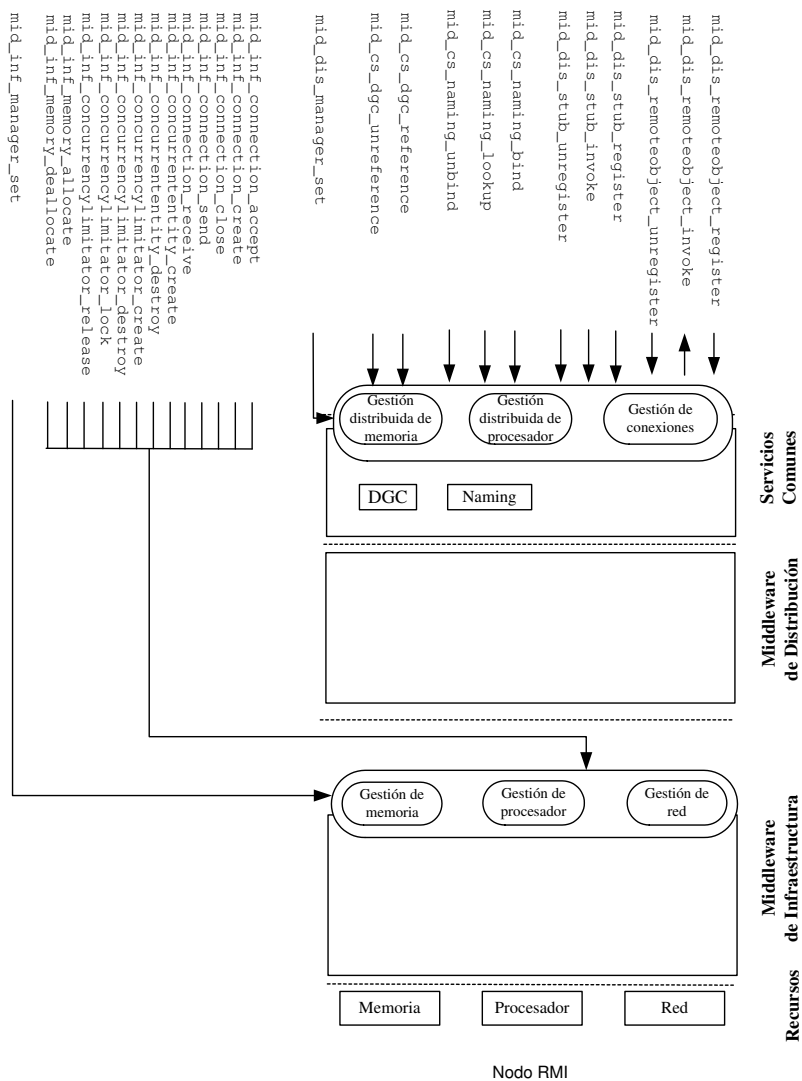 mid_inf_manager_set
mid_inf_memory_deallocate
mid_inf_memory_allocate
mid_inf_concurrencylimitator_release
mid_inf_concurrencylimitator_lock
mid_inf_concurrencylimitator_destroy
mid_inf_concurrencylimitator_create
mid_inf_concurrententity_destroy
mid_inf_concurrententity_create
mid_inf_connection_receive
mid_inf_connection_send
mid_inf_connection_close
mid_inf_connection_create
mid_inf_connection_accept
mid_dis_manager_set
mid_cs_dgc_unreference
mid_cs_dgc_reference
mid_cs_naming_unbind
mid_cs_naming_lookup
mid_cs_naming_bind
mid_dis_stub_unregister
mid_dis_stub_invoke
mid_dis_stub_register
mid_dis_remoteobject_unregister
mid_dis_remoteobject_invoke
mid_dis_remoteobject_register
Gestión
distribuida de
memoria
Gestión
distribuida de
procesador
Gestión de
conexiones
DGC
Naming
Servicios
Comunes
Middleware
de Distribución
Gestión de
memoria
Gestión de
procesador
Gestión de
red
Middleware
de Infraestructura
Memoria
Procesador
Red
Recursos
Nodo RMI